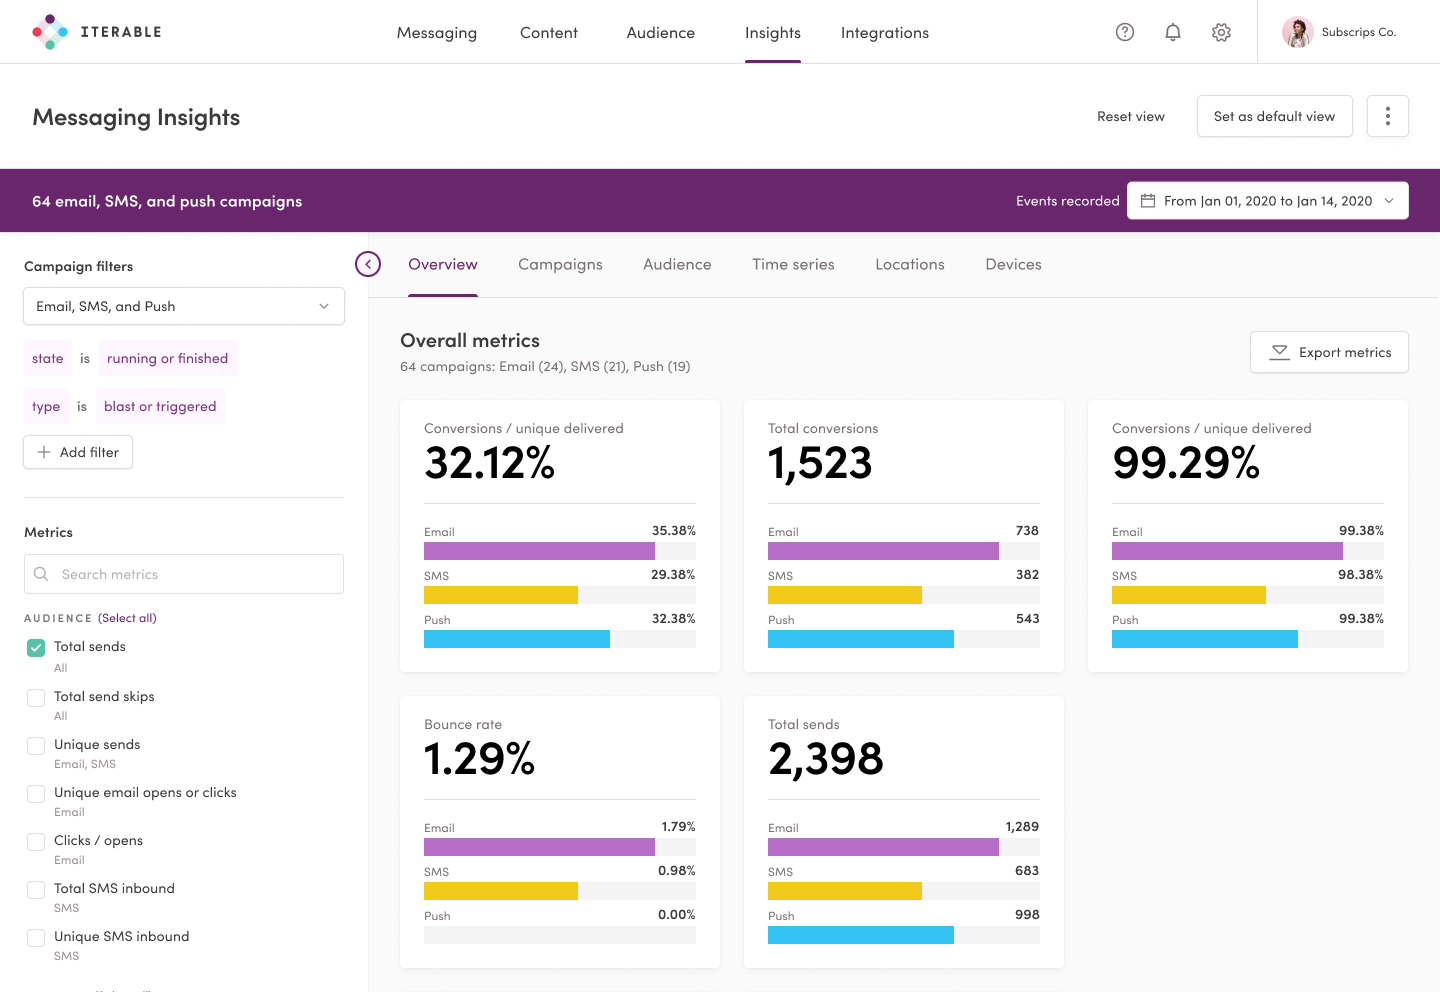 ITERABLE
Messaging
Content
Audience
Insights
Integrations
Subscrips Co.
Messaging Insights
Reset view
Set as default view
64 email, SMS, and push campaigns
Events recorded
From Jan 01, 2020 to Jan 14, 2020
Campaign filters
Email, SMS, and Push
state is running or finished
type is blast or triggered
Add filter
Metrics
Search metrics
AUDIENCE (Select all)
Total sends
All
Total send skips
All
Unique sends
Email, SMS
Unique email opens or clicks
Email
Clicks / opens
Email
Total SMS inbound
SMS
Unique SMS inbound
SMS
Overview
Campaigns
Audience
Time series
Locations
Devices
Overall metrics
64 campaigns: Email (24), SMS (21), Push (19)
Export metrics
Conversions / unique delivered
32.12%
Email 35.38%
SMS 29.38%
Push 32.38%
Total conversions
1,523
Email 738
SMS 382
Push 543
Conversions / unique delivered
99.29%
Email 99.38%
SMS 98.38%
Push 99.38%
Bounce rate
1.29%
Email 1.79%
SMS 0.98%
Push 0.00%
Total sends
2,398
Email 1,289
SMS 683
Push 998